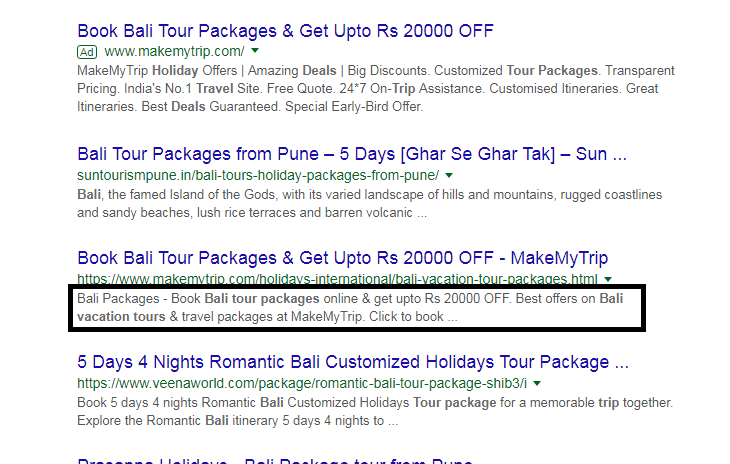 Book Bali Tour Packages & Get Upto Rs 20000 OFF
Ad www.makemytrip.com/
MakeMyTrip Holiday Offers | Amazing Deals | Big Discounts. Customized Tour Packages. Transparent
Pricing. India's No.1 Travel Site. Free Quote. 24*7 On-Trip Assistance. Customised Itineraries. Great
Itineraries. Best Deals Guaranteed. Special Early-Bird Offer.
Bali Tour Packages from Pune – 5 Days [Ghar Se Ghar Tak] – Sun ...
suntourismpune.in/bali-tours-holiday-packages-from-pune/
Bali, the famed Island of the Gods, with its varied landscape of hills and mountains, rugged coastlines
and sandy beaches, lush rice terraces and barren volcanic ...
Book Bali Tour Packages & Get Upto Rs 20000 OFF - MakeMyTrip
https://www.makemytrip.com/holidays-international/bali-vacation-tour-packages.html
Bali Packages - Book Bali tour packages online & get upto Rs 20000 OFF. Best offers on Bali
vacation tours & travel packages at MakeMyTrip. Click to book ...
5 Days 4 Nights Romantic Bali Customized Holidays Tour Package ...
https://www.veenaworld.com/package/romantic-bali-tour-package-shib3/i
Book 5 days 4 nights Romantic Bali Customized Holidays Tour package for a memorable trip together.
Explore the Romantic Bali itinerary 5 days 4 nights to ...
Prasanna Holidays - Bali Package tour from Pune